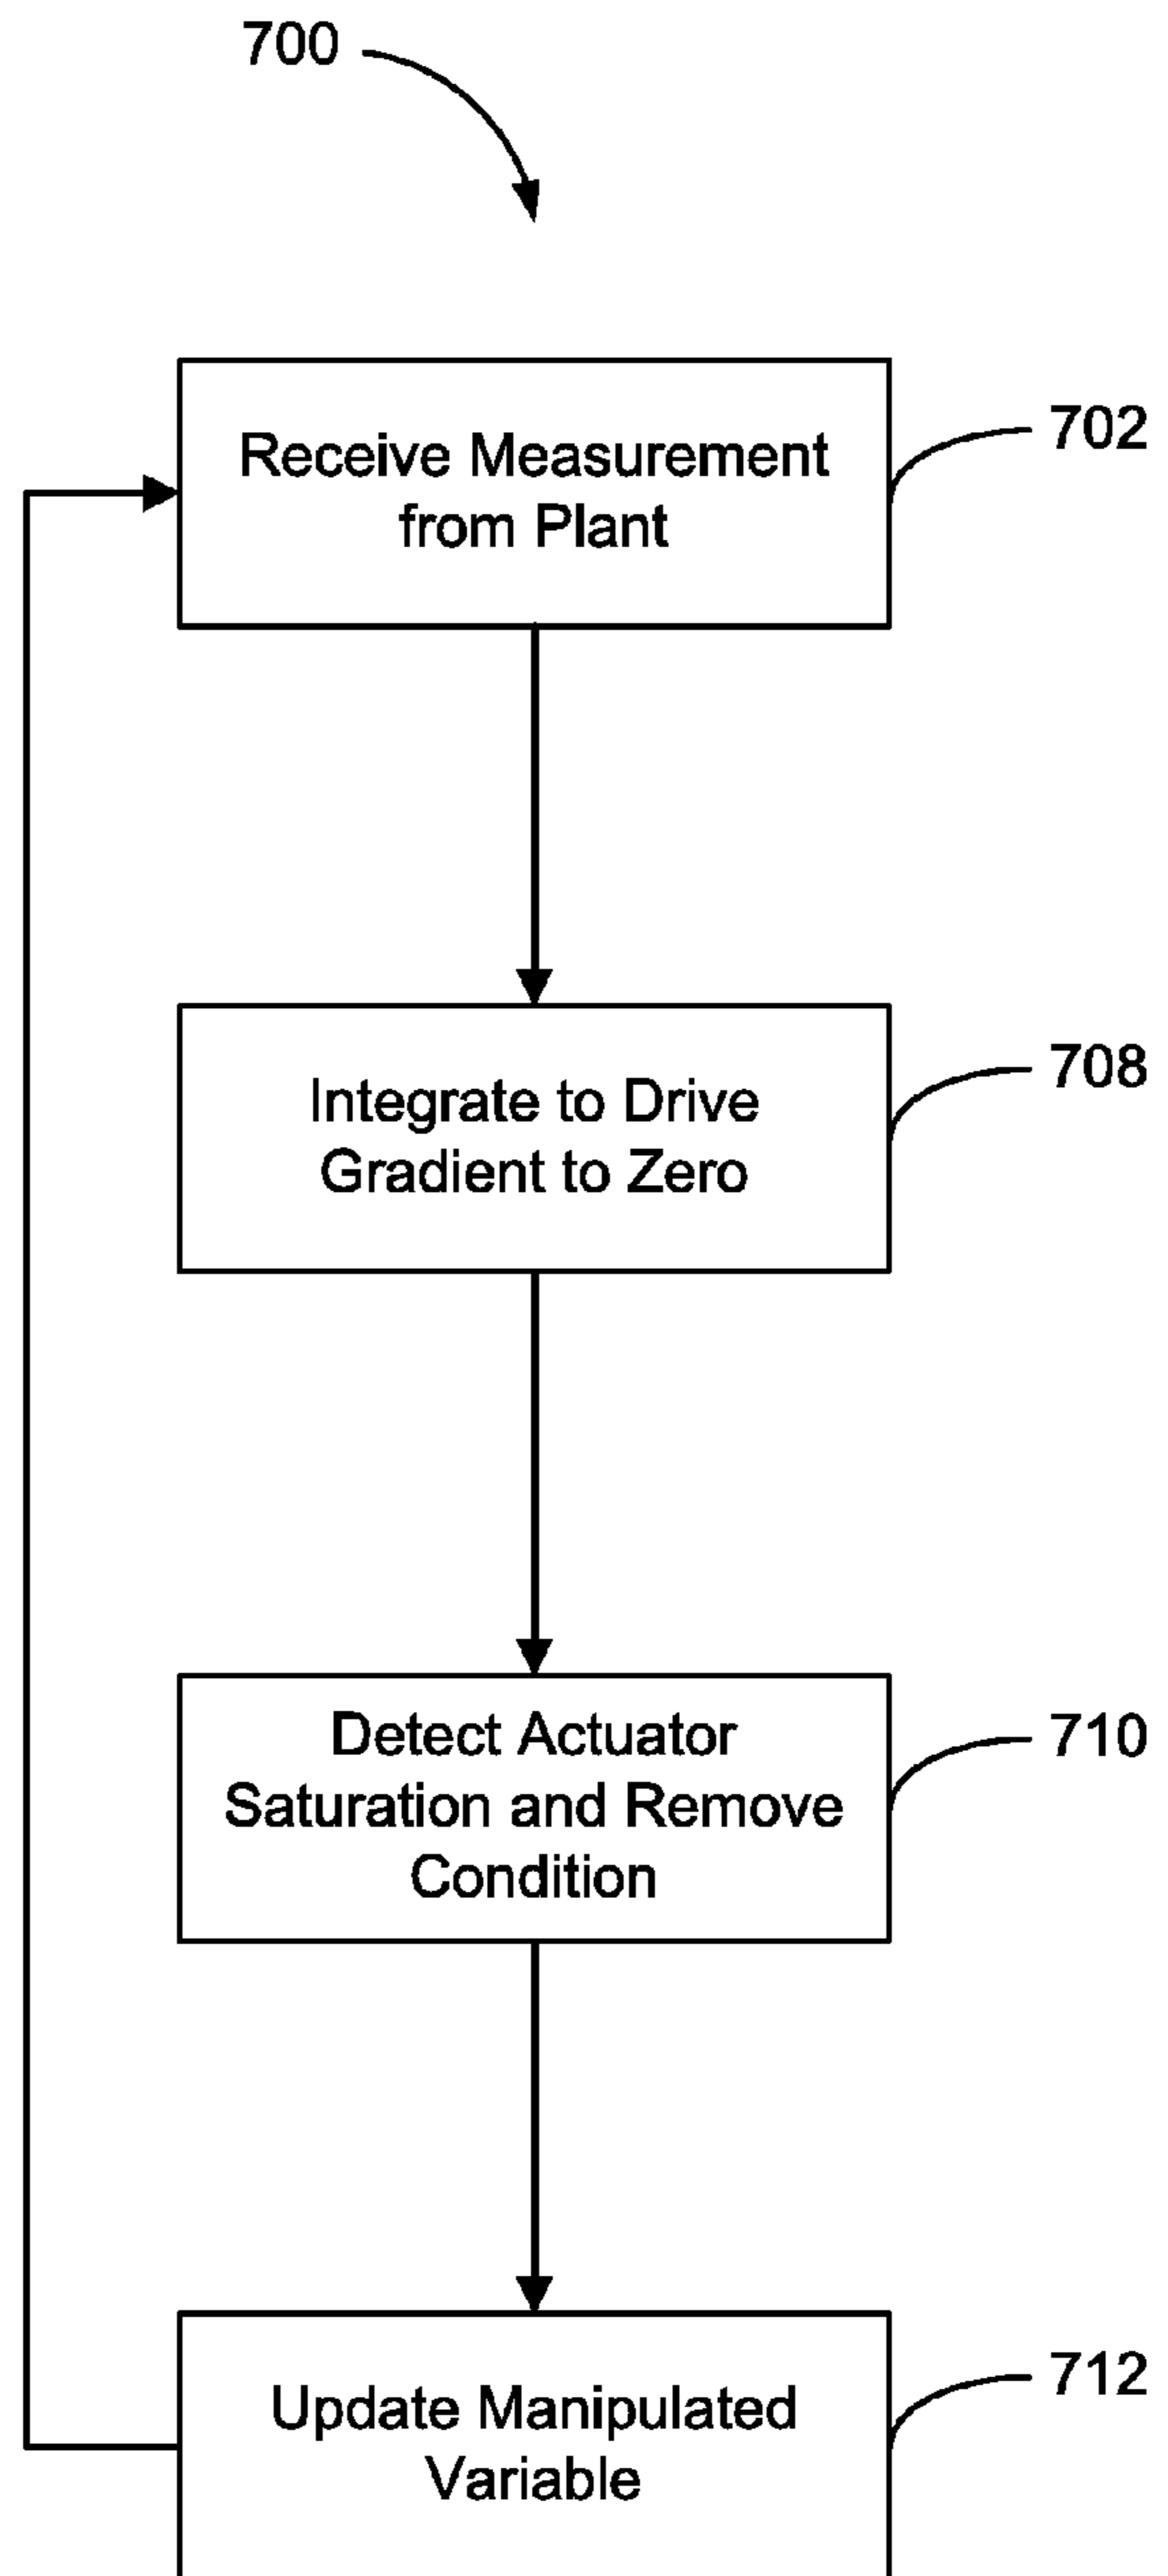 700
Receive Measurement
from Plant
702
Integrate to Drive
Gradient to Zero
708
Detect Actuator
Saturation and Remove
Condition
710
Update Manipulated
Variable
712